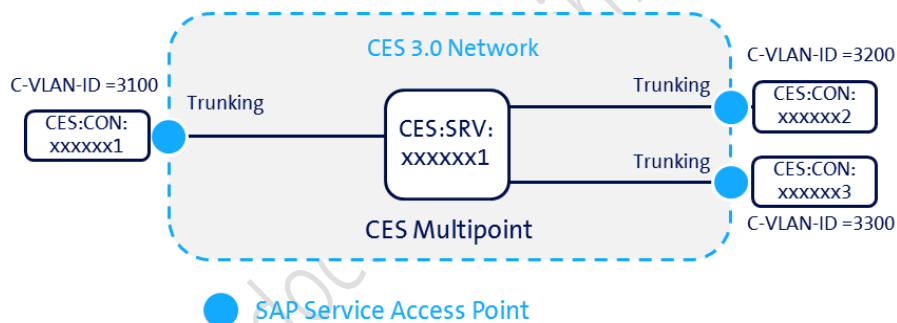 CES 3.0 Network
C-VLAN-ID =3100
Trunking
CES:CON:
xxxxxx1
CES:SRV:
xxxxxx1
Trunking
C-VLAN-ID =3200
CES:CON:
xxxxxx2
Trunking
CES:CON:
xxxxxx3
C-VLAN-ID =3300
CES Multipoint
SAP Service Access Point